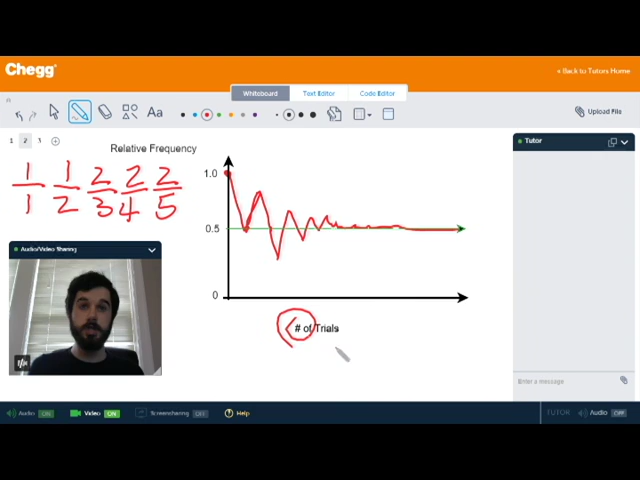 Chegg
< Back to Tutors Home
Whiteboard
Text Editor
Code Editor
Aa
Upload File
1 2 3
Relative Frequency
1/1 1/2 2/3 2/4 2/5
1.0
0.5
0
# of Trials
Audio/Video Sharing
Tutor
Enter a message
Audio ON
Video ON
Screensharing OFF
? Help
TUTOR Audio OFF